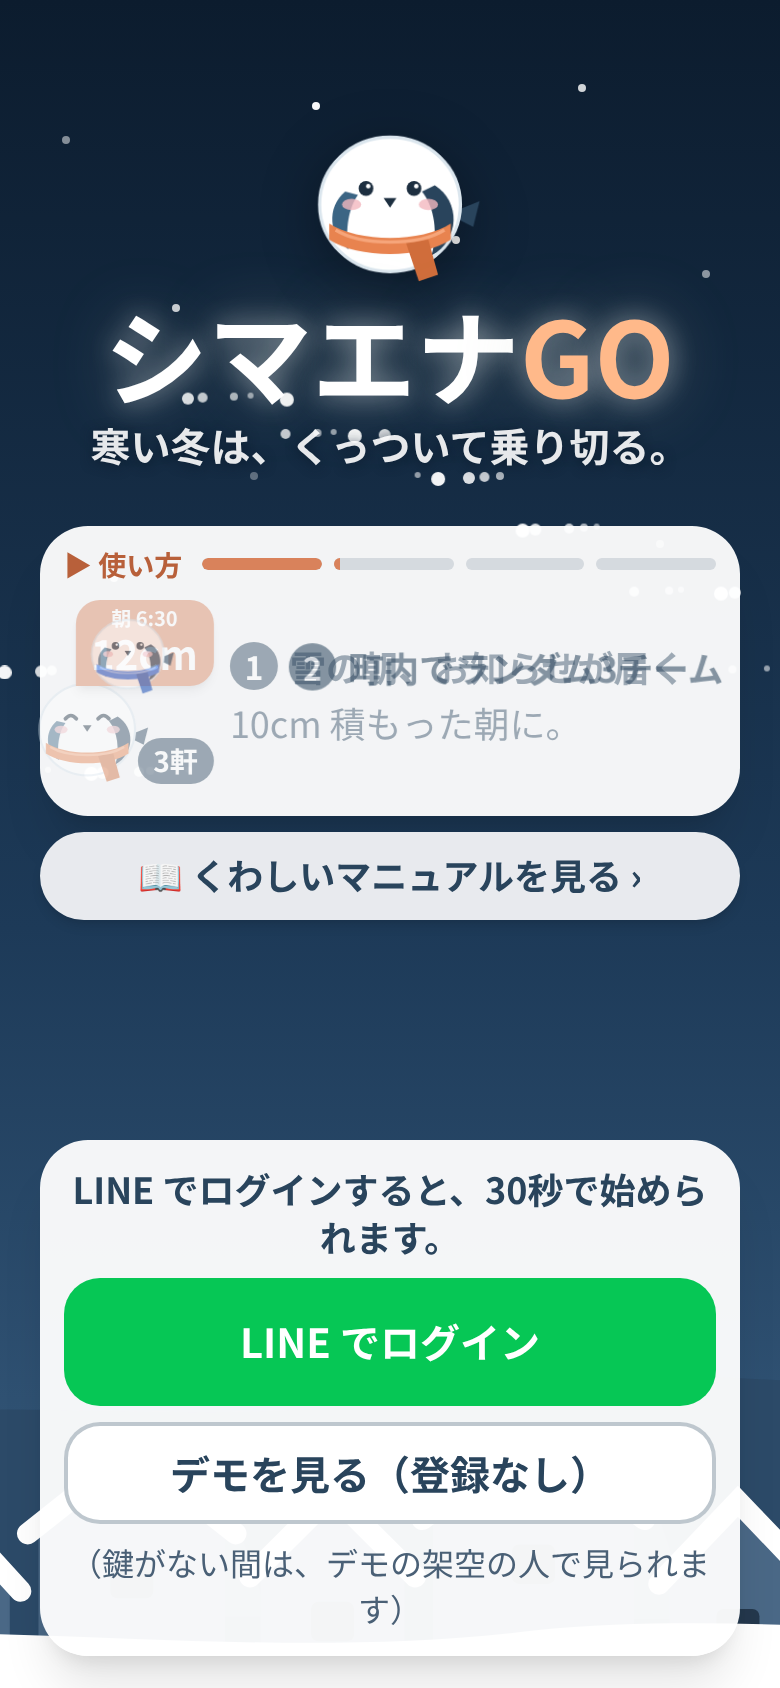 シマエナGO
寒い冬は、くっついて乗り切る。
▶ 使い方
朝 6:30
12cm
1
2
10cm 積もった朝に。
3軒
📖 くわしいマニュアルを見る ›
LINE でログインすると、30秒で始めら
れます。
LINE でログイン
デモを見る（登録なし）
（鍵がない間は、デモの架空の人で見られま
す）